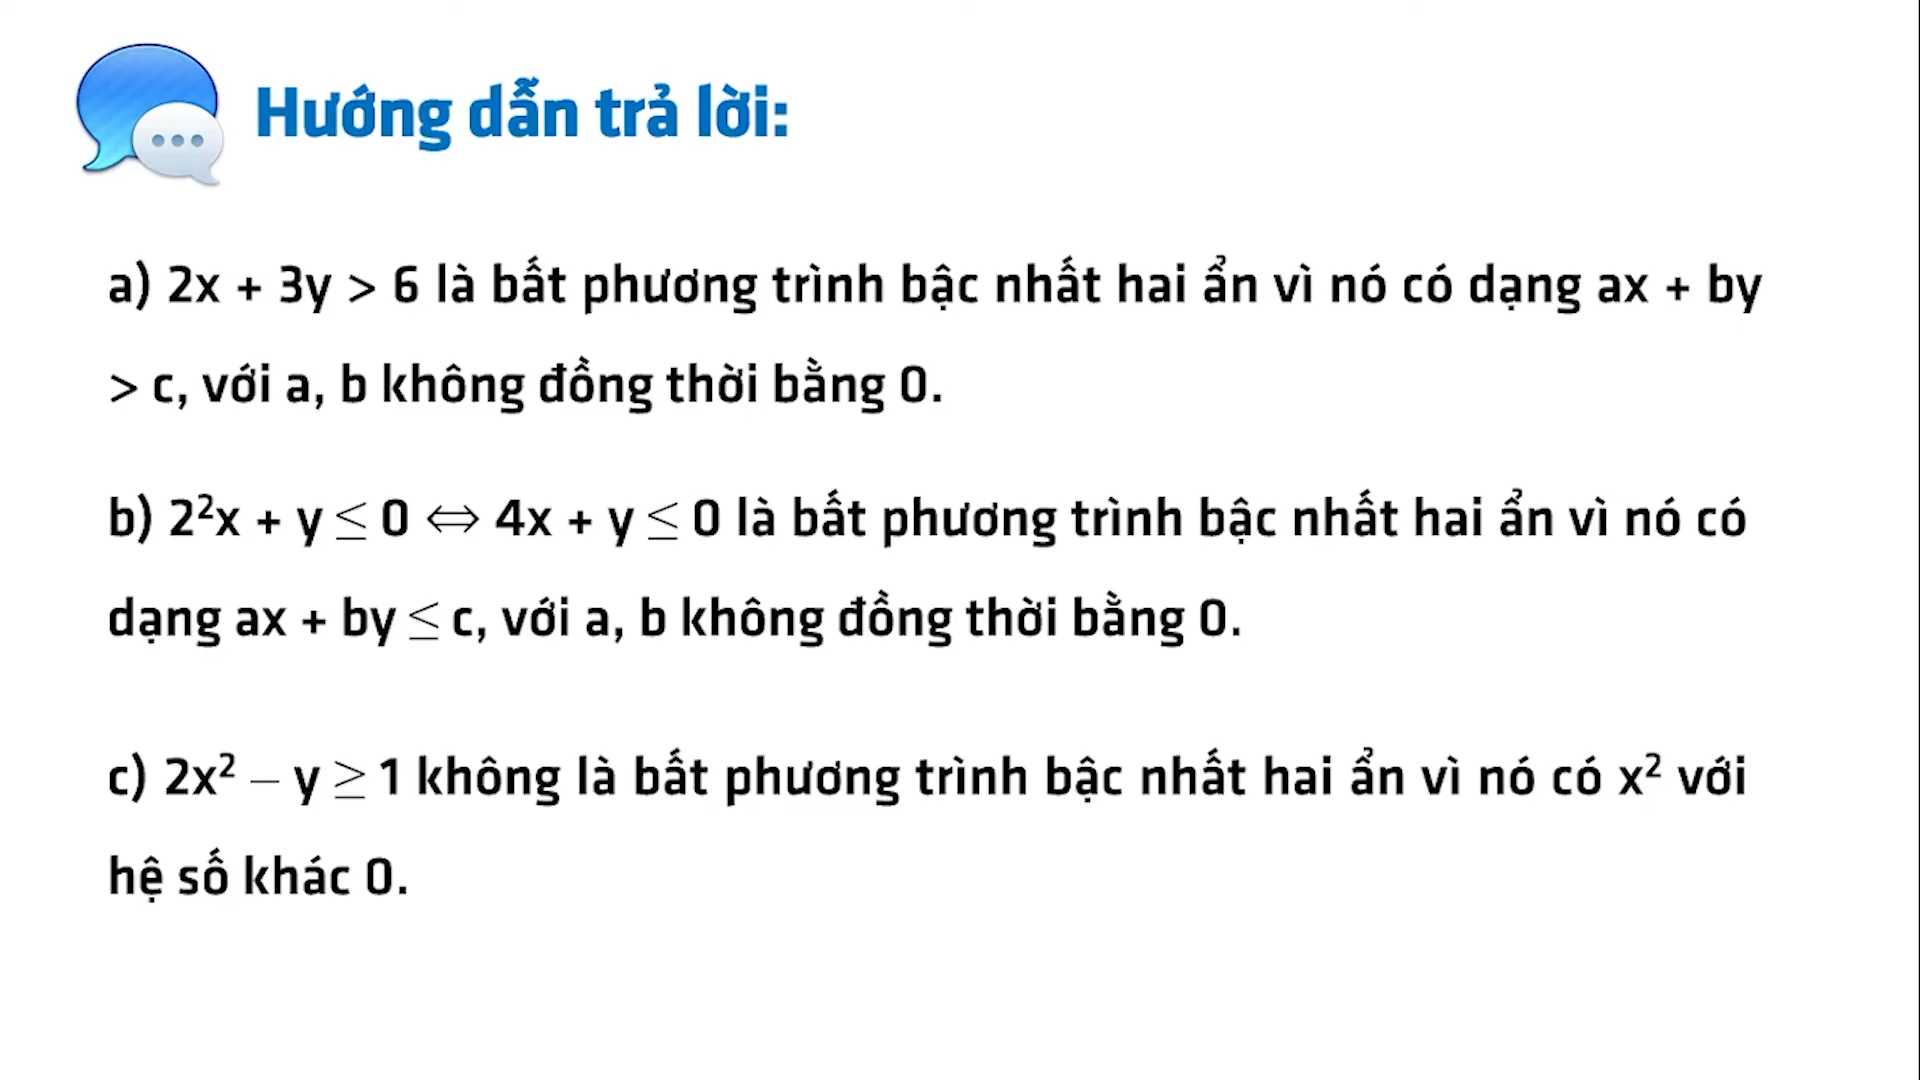 Hướng dẫn trả lời:
a) 2x + 3y > 6 là bất phương trình bậc nhất hai ẩn vì nó có dạng ax + by
> c, với a, b không đồng thời bằng 0.
b) 2²x + y ≤ 0 ⇔ 4x + y ≤ 0 là bất phương trình bậc nhất hai ẩn vì nó có
dạng ax + by ≤ c, với a, b không đồng thời bằng 0.
c) 2x² – y ≥ 1 không là bất phương trình bậc nhất hai ẩn vì nó có x² với
hệ số khác 0.